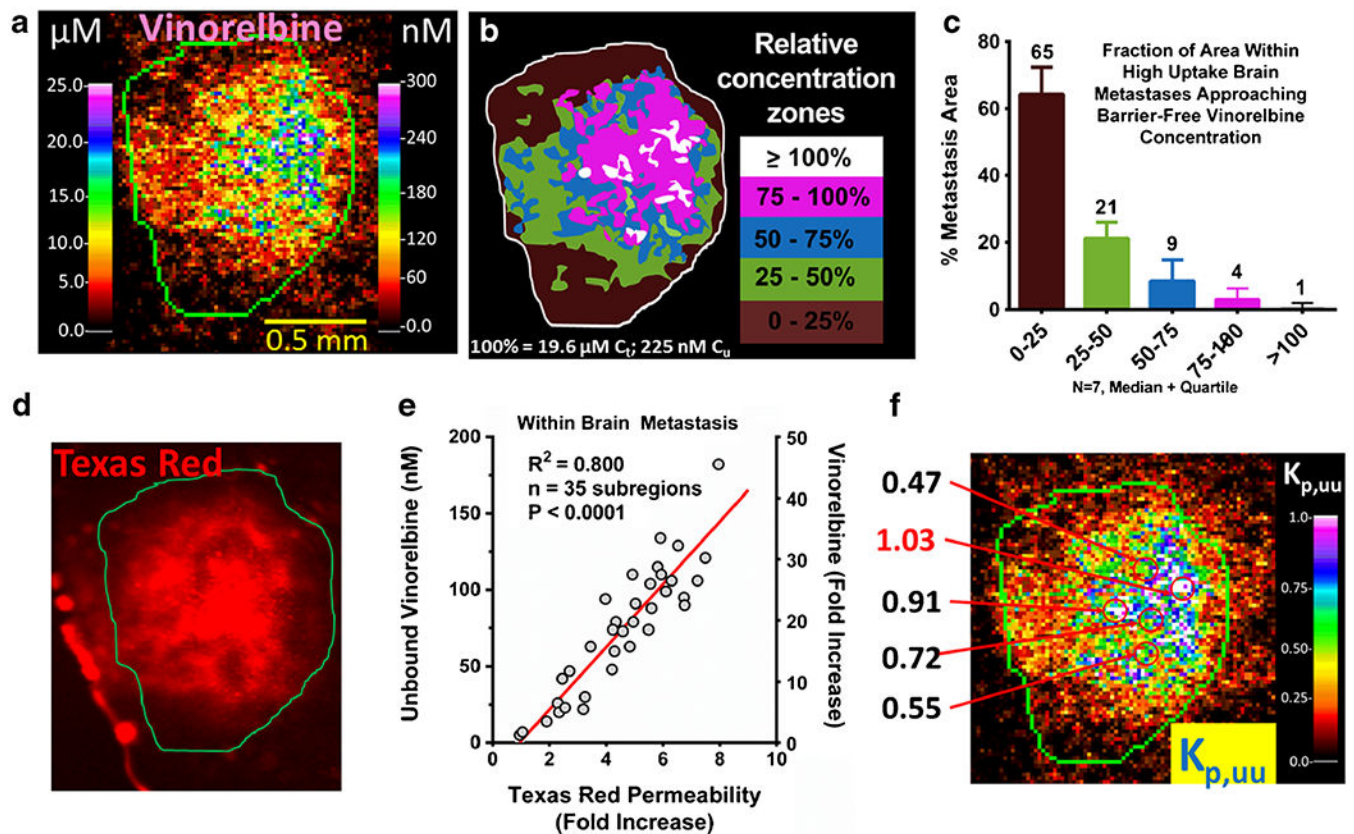 a
µM
Vinorelbine
nM
25.0
20.0
15.0
10.0
5.0
0.0
300
240
180
120
60
0.0
0.5 mm
b
Relative
concentration
zones
≥ 100%
75 - 100%
50 - 75%
25 - 50%
0 - 25%
100% = 19.6 µM Ct; 225 nM Cu
c
Fraction of Area Within
High Uptake Brain
Metastases Approaching
Barrier-Free Vinorelbine
Concentration
% Metastasis Area
80
60
40
20
0
65
21
9
4
1
0-25
25-50
50-75
75-100
>100
N=7, Median + Quartile
d
Texas Red
e
Within Brain Metastasis
R² = 0.800
n = 35 subregions
P < 0.0001
Unbound Vinorelbine (nM)
200
150
100
50
0
Vinorelbine (Fold Increase)
50
40
30
20
10
0
0 2 4 6 8 10
Texas Red Permeability
(Fold Increase)
f
0.47
1.03
0.91
0.72
0.55
Kp,uu
1.0
0.75
0.50
0.25
0.0
Kp,uu